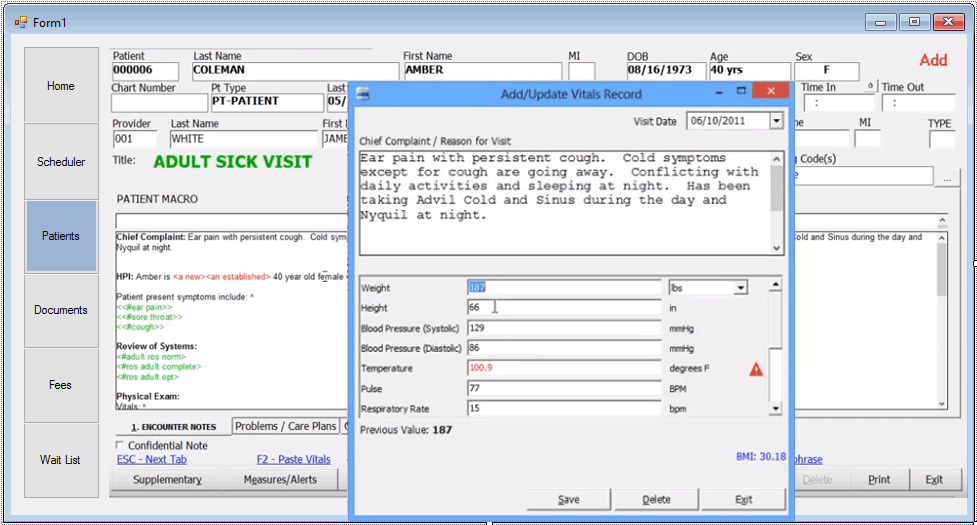 Form1
Home
Scheduler
Patients
Documents
Fees
Wait List
Patient Last Name First Name MI DOB Age Sex
000006 COLEMAN AMBER 08/16/1973 40 yrs F Add
Chart Number Pt Type Last Time In Time Out
PT-PATIENT 05/ : :
Provider Last Name First MI TYPE
001 WHITE JAME
Title: ADULT SICK VISIT
g Code(s)
...
PATIENT MACRO
Chief Complaint: Ear pain with persistent cough. Cold sym
Cold and Sinus during the day and
Nyquil at night.
HPI: Amber is <a new><an established> 40 year old female
Patient present symptoms include: *
<<#ear pain>>
<<#sore throat>>
<<#cough>>
Review of Systems:
<#adult ros norm>
<#ros adult complete>
<#ros adult opt>
Physical Exam:
Vitals: ^
1. ENCOUNTER NOTES Problems / Care Plans
Confidential Note
ESC - Next Tab F2 - Paste Vitals phrase
Supplementary Measures/Alerts Delete Print Exit
Add/Update Vitals Record
Visit Date 06/10/2011
Chief Complaint / Reason for Visit
Ear pain with persistent cough. Cold symptoms
except for cough are going away. Conflicting with
daily activities and sleeping at night. Has been
taking Advil Cold and Sinus during the day and
Nyquil at night.
Weight 187 lbs
Height 66 in
Blood Pressure (Systolic) 129 mmHg
Blood Pressure (Diastolic) 86 mmHg
Temperature 100.9 degrees F
Pulse 77 BPM
Respiratory Rate 15 bpm
Previous Value: 187
BMI: 30.18
Save Delete Exit